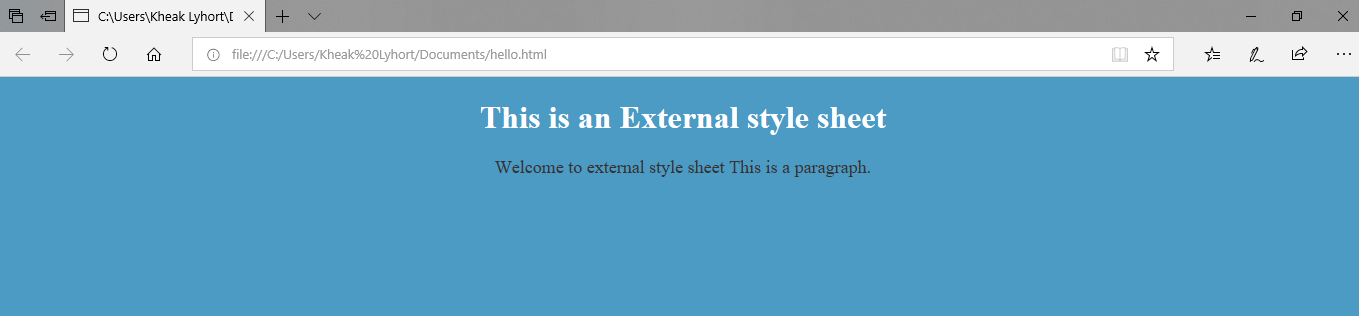 C:\Users\Kheak Lyhort\D
file:///C:/Users/Kheak%20Lyhort/Documents/hello.html
This is an External style sheet
Welcome to external style sheet This is a paragraph.